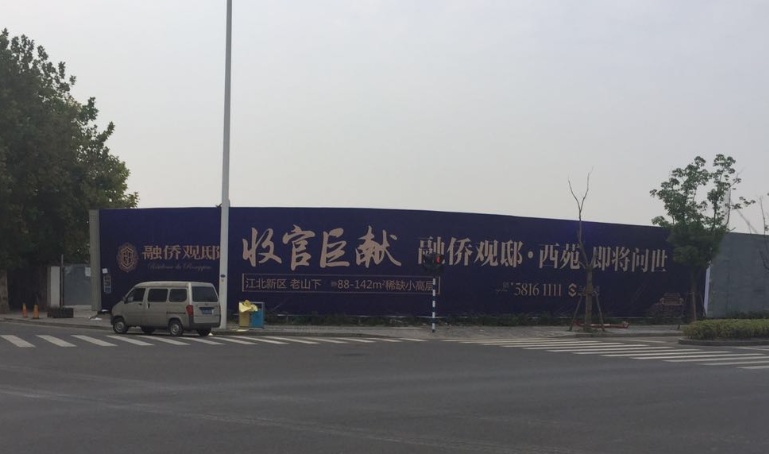 融侨观邸
收官巨献
融侨观邸·西苑 即将问世
江北新区 老山下
88-142m²稀缺小高层
5816 1111